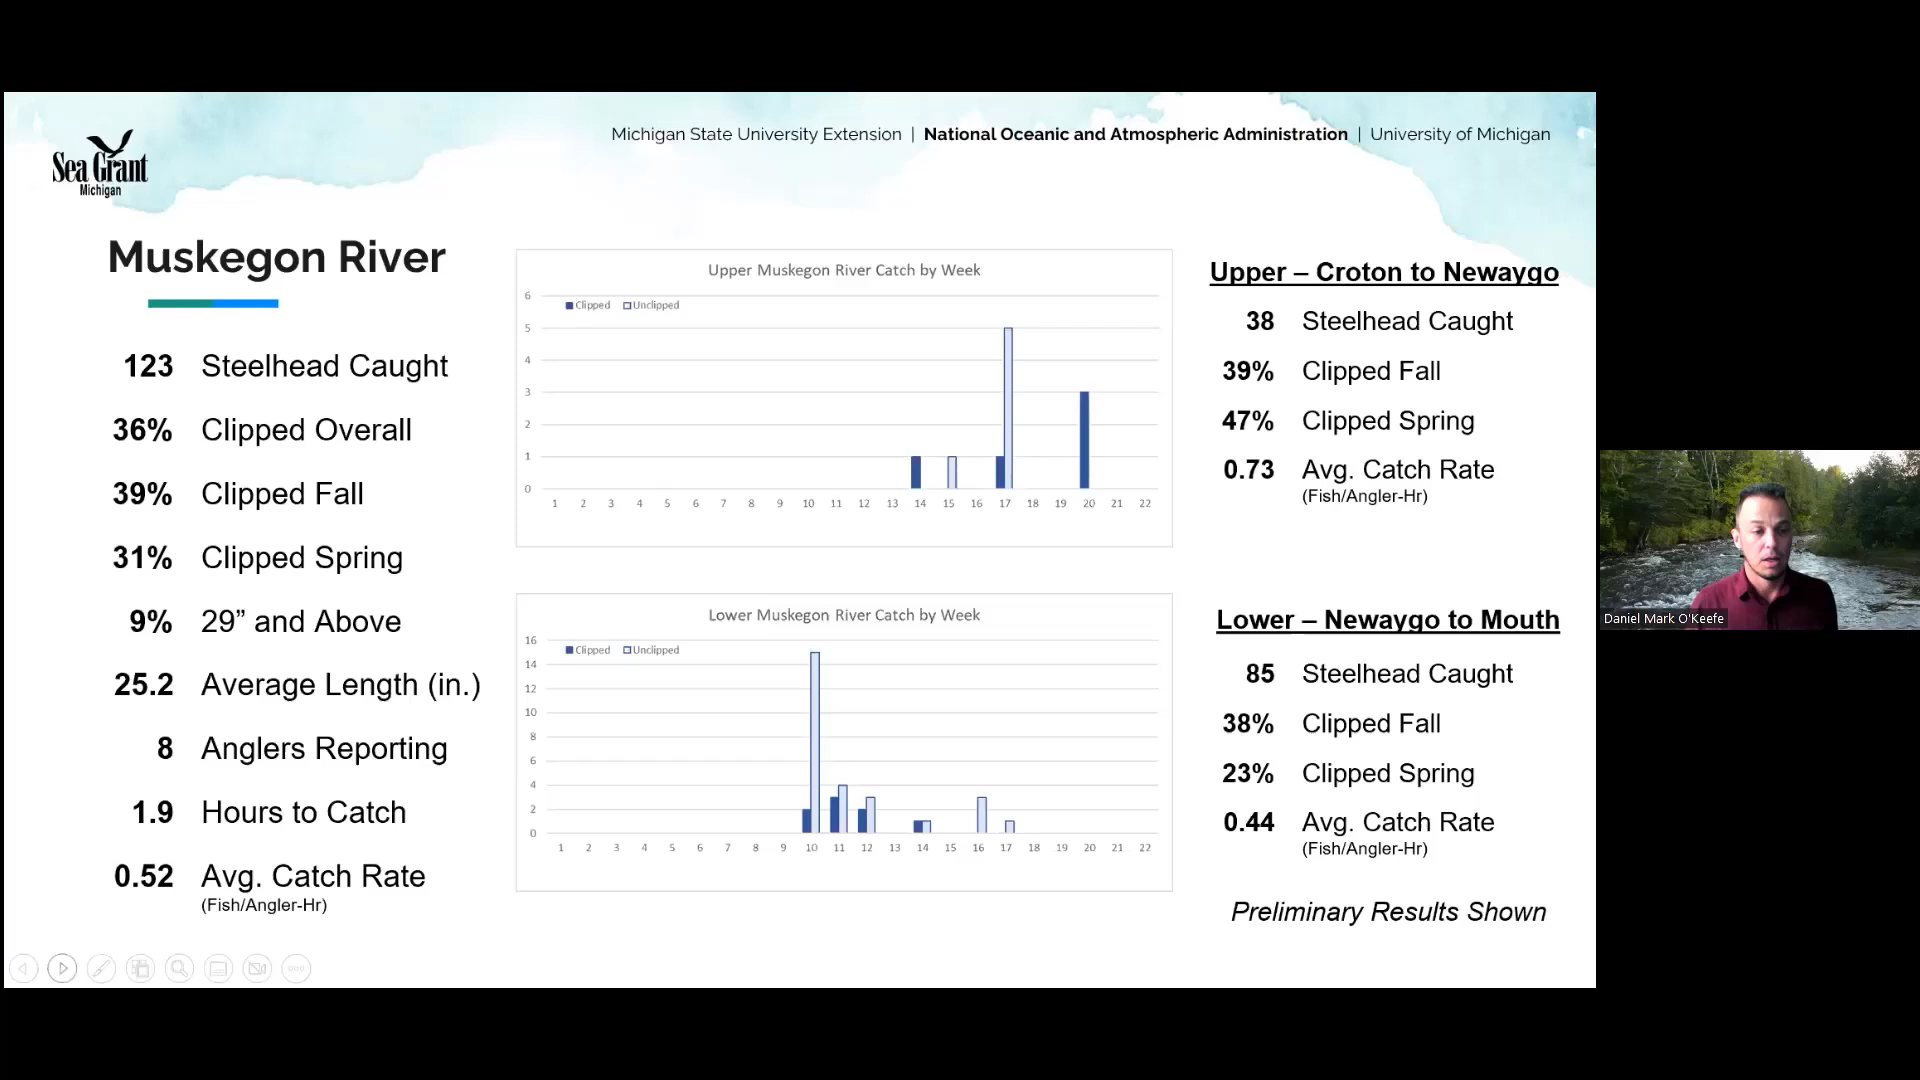 Sea Grant
Michigan
Michigan State University Extension | National Oceanic and Atmospheric Administration | University of Michigan
Muskegon River
123 Steelhead Caught
36% Clipped Overall
39% Clipped Fall
31% Clipped Spring
9% 29” and Above
25.2 Average Length (in.)
8 Anglers Reporting
1.9 Hours to Catch
0.52 Avg. Catch Rate
(Fish/Angler-Hr)
Upper Muskegon River Catch by Week
Clipped Unclipped
6
5
4
3
2
1
0
1 2 3 4 5 6 7 8 9 10 11 12 13 14 15 16 17 18 19 20 21 22
Lower Muskegon River Catch by Week
Clipped Unclipped
16
14
12
10
8
6
4
2
0
1 2 3 4 5 6 7 8 9 10 11 12 13 14 15 16 17 18 19 20 21 22
Upper – Croton to Newaygo
38 Steelhead Caught
39% Clipped Fall
47% Clipped Spring
0.73 Avg. Catch Rate
(Fish/Angler-Hr)
Lower – Newaygo to Mouth
85 Steelhead Caught
38% Clipped Fall
23% Clipped Spring
0.44 Avg. Catch Rate
(Fish/Angler-Hr)
Preliminary Results Shown
Daniel Mark O'Keefe